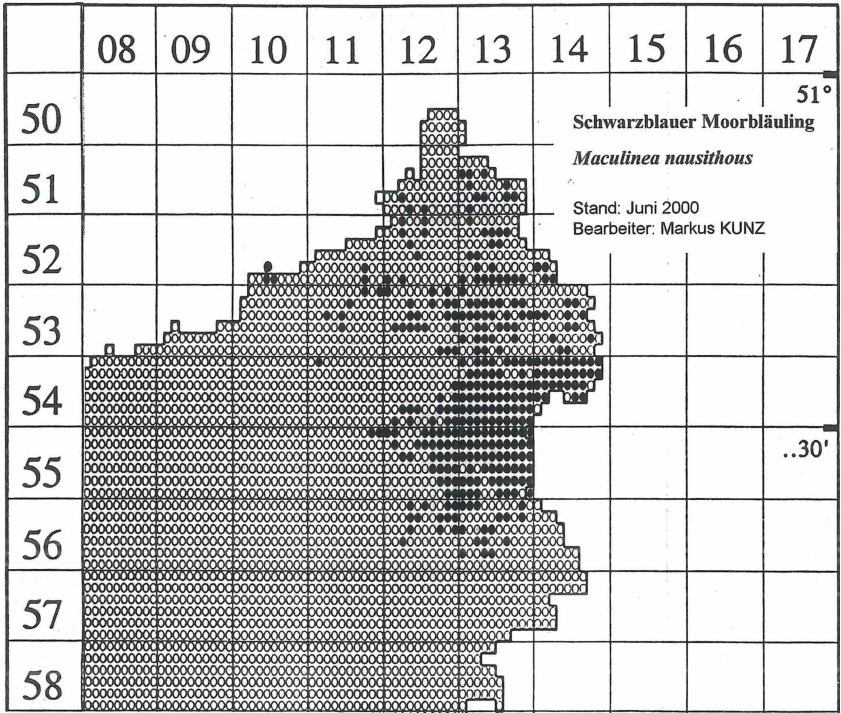 08 09 10 11 12 13 14 15 16 17
51°
50
Schwarzblauer Moorbläuling
Maculinea nausithous
51
Stand: Juni 2000
Bearbeiter: Markus KUNZ
52
53
54
..30'
55
56
57
58